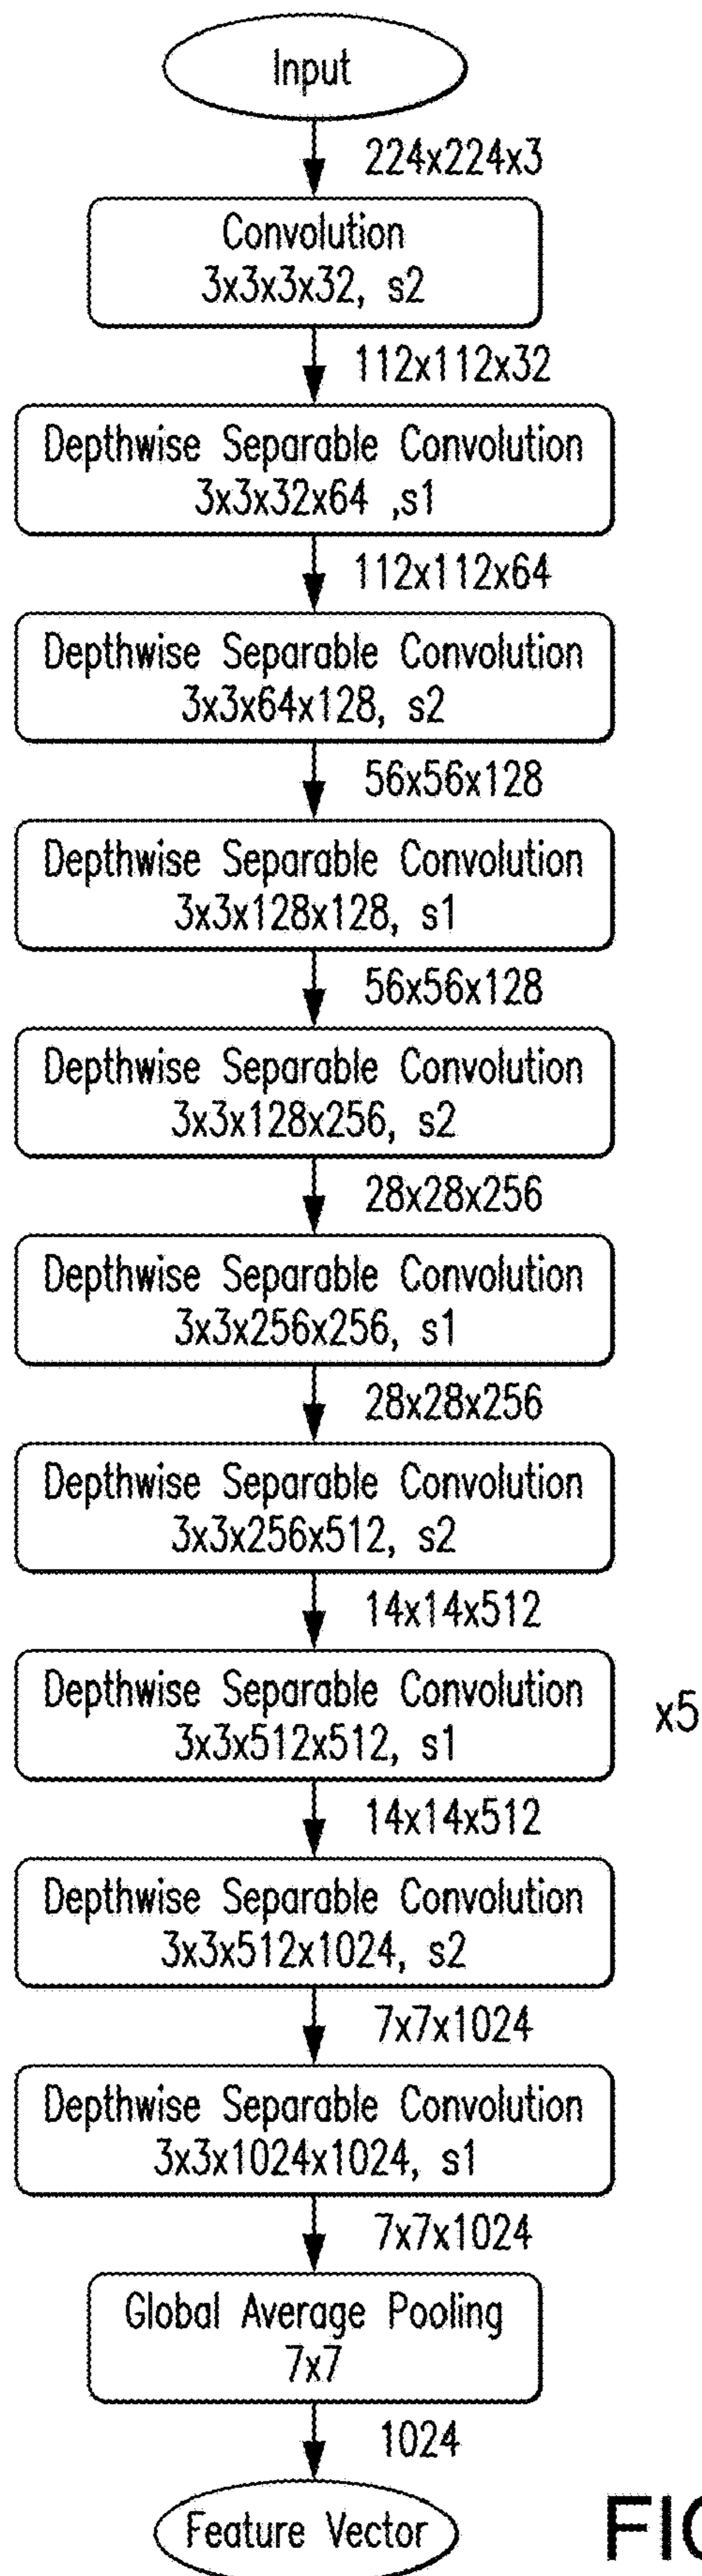 Input
224x224x3
Convolution
3x3x3x32, s2
112x112x32
Depthwise Separable Convolution
3x3x32x64 ,s1
112x112x64
Depthwise Separable Convolution
3x3x64x128, s2
56x56x128
Depthwise Separable Convolution
3x3x128x128, s1
56x56x128
Depthwise Separable Convolution
3x3x128x256, s2
28x28x256
Depthwise Separable Convolution
3x3x256x256, s1
28x28x256
Depthwise Separable Convolution
3x3x256x512, s2
14x14x512
Depthwise Separable Convolution
3x3x512x512, s1
x5
14x14x512
Depthwise Separable Convolution
3x3x512x1024, s2
7x7x1024
Depthwise Separable Convolution
3x3x1024x1024, s1
7x7x1024
Global Average Pooling
7x7
1024
Feature Vector